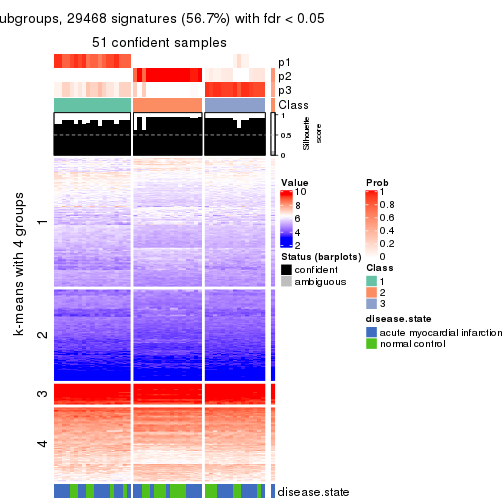 ubgroups, 29468 signatures (56.7%) with fdr < 0.05
51 confident samples
p1
p2
p3
Class
1
0.5
0
Silhouette
score
k-means with 4 groups
1
2
3
4
disease.state
Value
10
8
6
4
2
Status (barplots)
confident
ambiguous
Prob
1
0.8
0.6
0.4
0.2
0
Class
1
2
3
disease.state
acute myocardial infarction
normal control